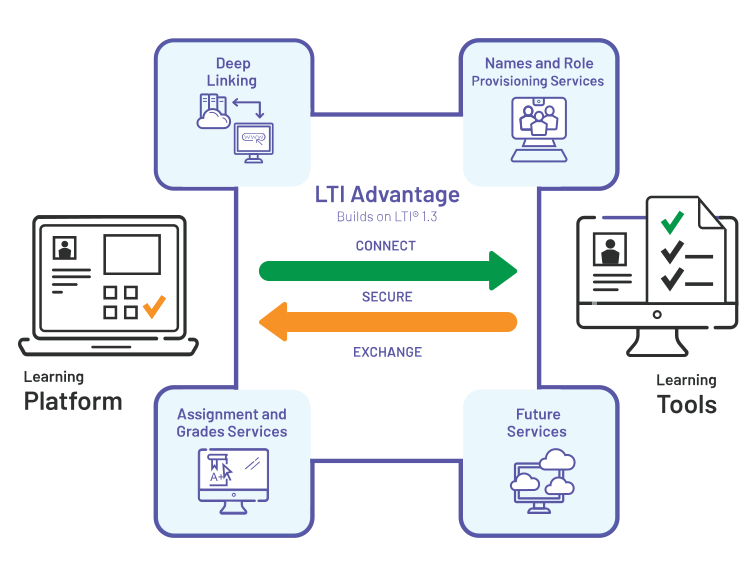 Deep
Linking
www
Names and Role
Provisioning Services
LTI Advantage
Builds on LTI® 1.3
CONNECT
SECURE
EXCHANGE
Learning
Platform
Learning
Tools
Assignment and
Grades Services
A+
Future
Services